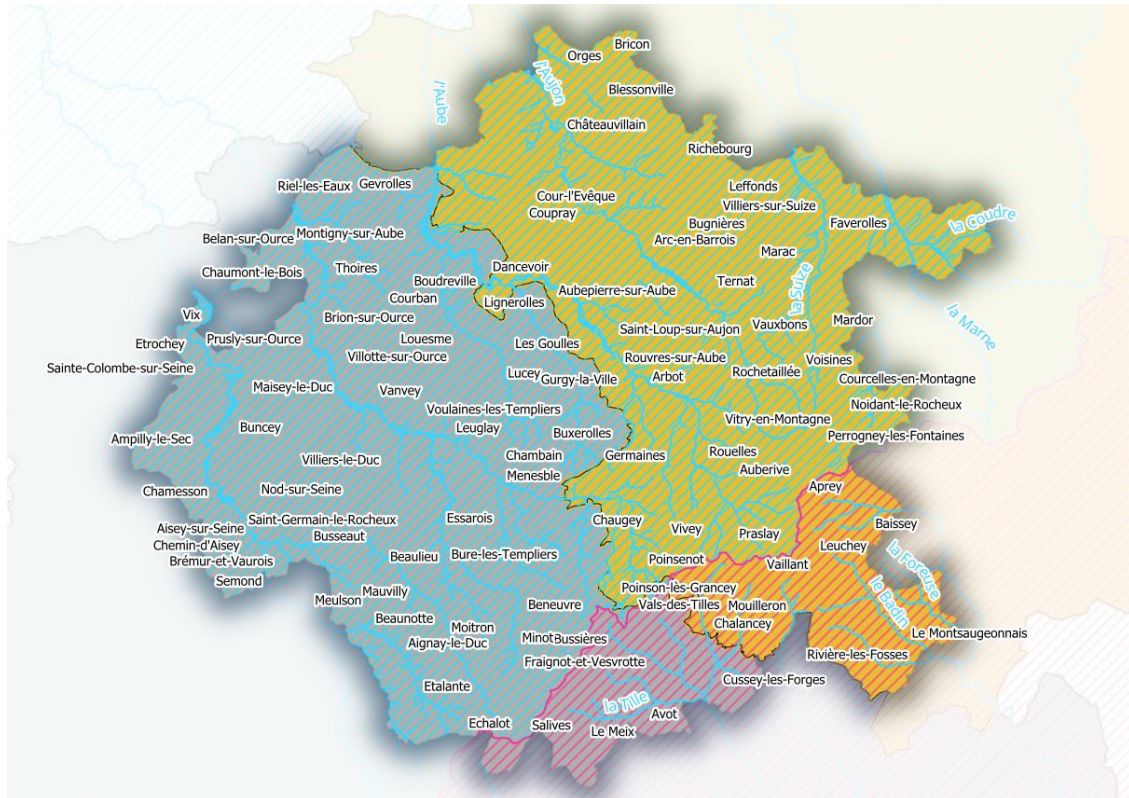 Bricon
Orges
l'Aujon
l'Aube
Blessonville
Châteauvillain
Richebourg
Riel-les-Eaux
Gevrolles
Leffonds
Cour-l'Evêque
Villiers-sur-Suize
Coupray
la Coudre
Bugnières
Faverolles
Belan-sur-Ource
Montigny-sur-Aube
Arc-en-Barrois
Marac
Chaumont-le-Bois
Thoires
Dancevoir
Boudreville
Ternat
la Suize
Aubepierre-sur-Aube
Courban
Lignerolles
Vix
Brion-sur-Ource
Mardor
la Marne
Vauxbons
Saint-Loup-sur-Aujon
Prusly-sur-Ource
Louesme
Etrochey
Les Goulles
Villotte-sur-Ource
Rouvres-sur-Aube
Voisines
Sainte-Colombe-sur-Seine
Lucey
Rochetaillée
Gurgy-la-Ville
Arbot
Courcelles-en-Montagne
Maisey-le-Duc
Vanvey
Noidant-le-Rocheux
Voulaines-les-Templiers
Vitry-en-Montagne
Buncey
Leuglay
Buxerolles
Ampilly-le-Sec
Perrogney-les-Fontaines
Rouelles
Chambain
Germaines
Villiers-le-Duc
Auberive
Menesble
Aprey
Chamesson
Nod-sur-Seine
Saint-Germain-le-Rocheux
Essarois
Chaugey
Baissey
Aisey-sur-Seine
Vivey
Busseaut
Praslay
Chemin-d'Aisey
Leuchey
Beaulieu
Bure-les-Templiers
Brémur-et-Vaurois
Poinsenot
Vaillant
la Foreuse
Semond
Poinson-lès-Grancey
Mauvilly
le Badin
Meulson
Beneuvre
Vals-des-Tilles
Mouilleron
Beaunotte
Chalancey
Moitron
Le Montsaugeonnais
Minot
Bussières
Aignay-le-Duc
Rivière-les-Fosses
Fraignot-et-Vesvrotte
Cussey-les-Forges
Etalante
la Tille
Avot
Echalot
Salives
Le Meix